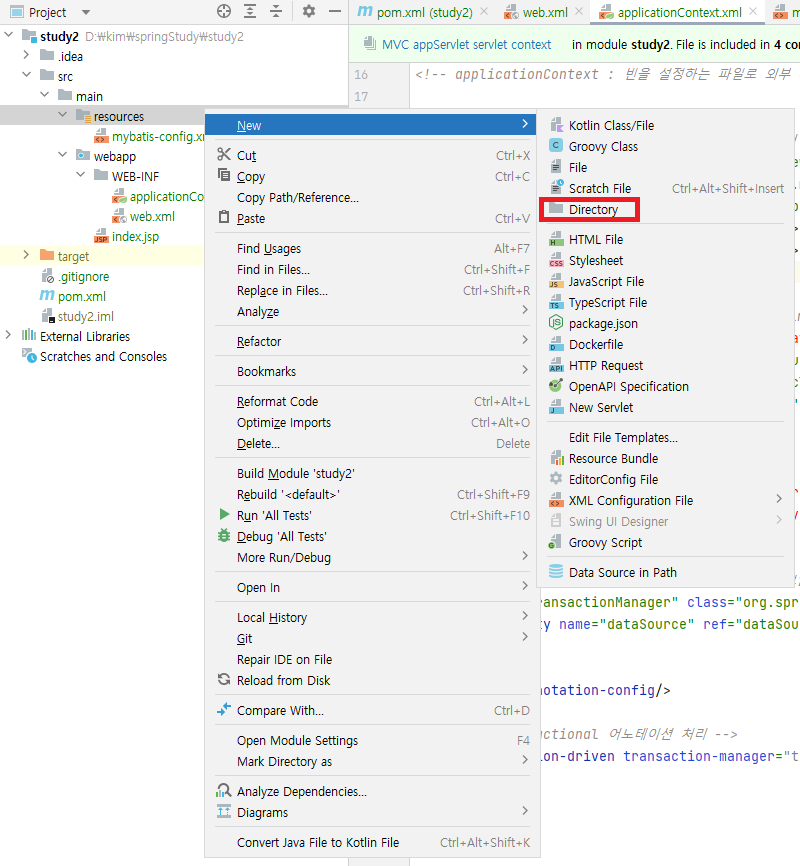 Project
pom.xml (study2)
web.xml
applicationContext.xml
study2 D:₩kim₩springStudy₩study2
MVC appServlet servlet context in module study2. File is included in 4 co
.idea
src
16 <!-- applicationContext : 빈을 설정하는 파일로 외부
main
17
resources
mybatis-config.xm
webapp
WEB-INF
applicationCo
web.xml
index.jsp
target
.gitignore
pom.xml
study2.iml
External Libraries
Scratches and Consoles
New
Cut Ctrl+X
Copy Ctrl+C
Copy Path/Reference...
Paste Ctrl+V
Find Usages Alt+F7
Find in Files... Ctrl+Shift+F
Replace in Files... Ctrl+Shift+R
Analyze
Refactor
Bookmarks
Reformat Code Ctrl+Alt+L
Optimize Imports Ctrl+Alt+O
Delete... Delete
Build Module 'study2'
Rebuild '<default>' Ctrl+Shift+F9
Run 'All Tests' Ctrl+Shift+F10
Debug 'All Tests'
More Run/Debug
Open In
Local History
Git
Repair IDE on File
Reload from Disk
Compare With... Ctrl+D
Open Module Settings F4
Mark Directory as
Analyze Dependencies...
Diagrams
Convert Java File to Kotlin File Ctrl+Alt+Shift+K
Kotlin Class/File
Groovy Class
File
Scratch File Ctrl+Alt+Shift+Insert
Directory
HTML File
Stylesheet
JavaScript File
TypeScript File
package.json
Dockerfile
HTTP Request
OpenAPI Specification
New Servlet
Edit File Templates...
Resource Bundle
EditorConfig File
XML Configuration File
Swing UI Designer
Groovy Script
Data Source in Path
ransactionManager" class="org.spr
ty name="dataSource" ref="dataSou
notation-config/>
actional 어노테이션 처리 -->
ion-driven transaction-manager="t